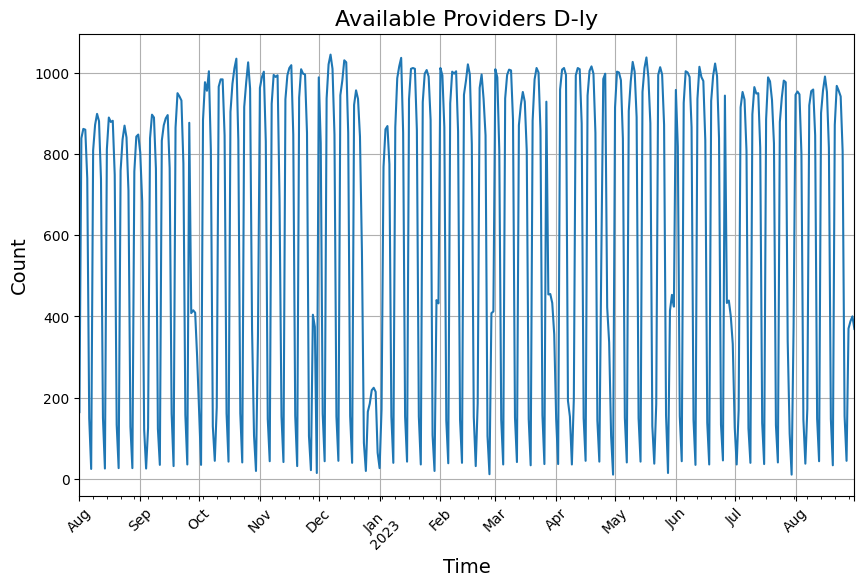 Available Providers D-ly
Count
1000
800
600
400
200
0
Aug Sep Oct Nov Dec Jan Feb Mar Apr May Jun Jul Aug
2023
Time